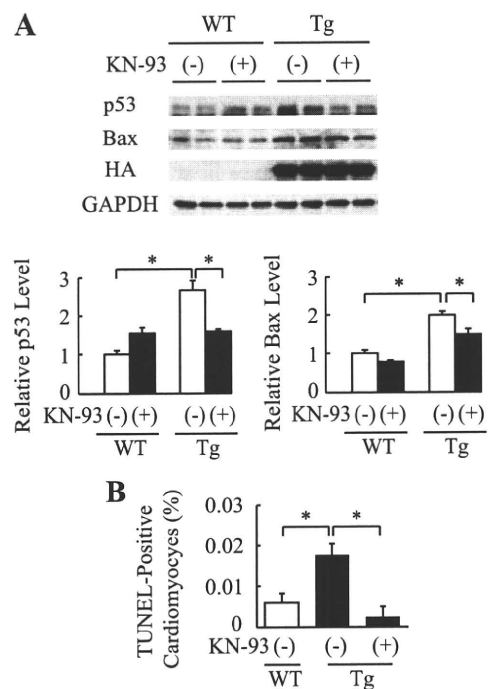 A
WT Tg
KN-93 (-) (+) (-) (+)
p53
Bax
HA
GAPDH
Relative p53 Level
3
2
1
0
* *
KN-93 (-) (+) (-) (+)
WT Tg
Relative Bax Level
2
1
0
* *
KN-93 (-) (+) (-) (+)
WT Tg
B
TUNEL-Positive
Cardiomyocyes (%)
0.03
0.02
0.01
0
* *
KN-93 (-) (-) (+)
WT Tg